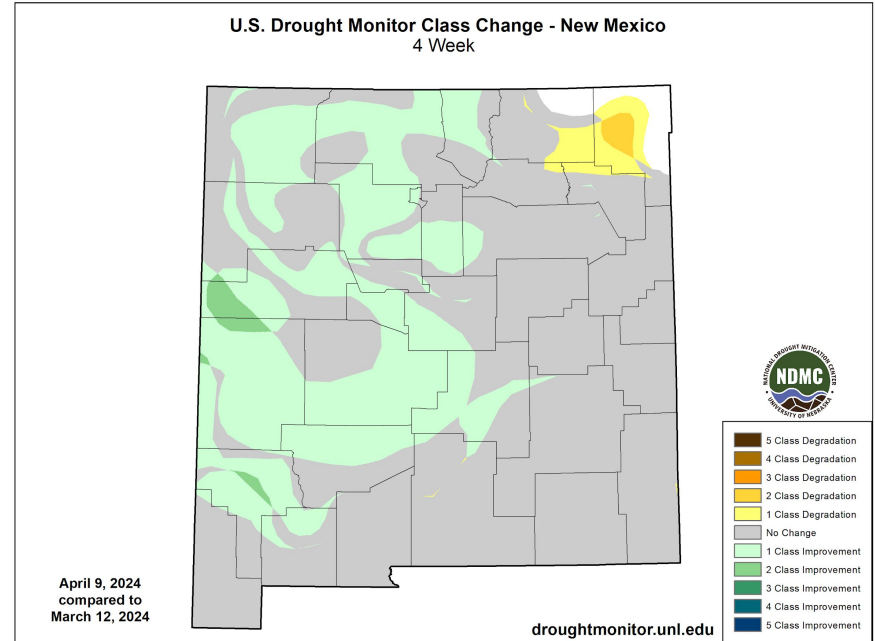 U.S. Drought Monitor Class Change - New Mexico
4 Week
NATIONAL DROUGHT MITIGATION CENTER
NDMC
UNIVERSITY OF NEBRASKA
5 Class Degradation
4 Class Degradation
3 Class Degradation
2 Class Degradation
1 Class Degradation
No Change
1 Class Improvement
2 Class Improvement
3 Class Improvement
4 Class Improvement
5 Class Improvement
April 9, 2024
compared to
March 12, 2024
droughtmonitor.unl.edu